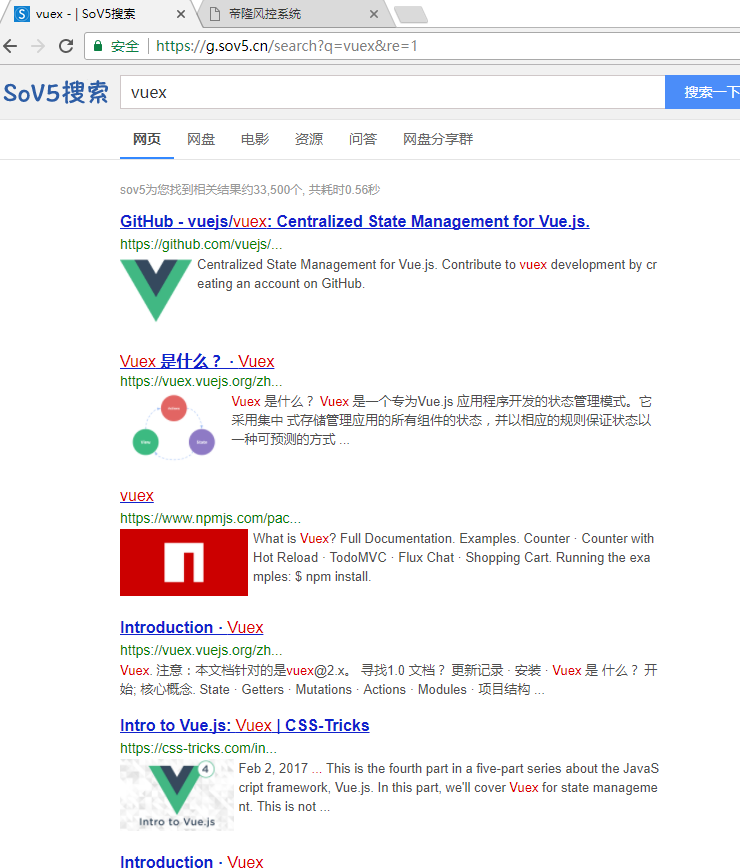 vuex - | SoV5搜索
帝隆风控系统
安全 https://g.sov5.cn/search?q=vuex&re=1
SoV5搜索 vuex 搜索一下
网页 网盘 电影 资源 问答 网盘分享群
sov5为您找到相关结果约33,500个, 共耗时0.56秒
GitHub - vuejs/vuex: Centralized State Management for Vue.js.
https://github.com/vuejs/...
Centralized State Management for Vue.js. Contribute to vuex development by cr
eating an account on GitHub.
Vuex 是什么？ · Vuex
https://vuex.vuejs.org/zh...
Vuex 是什么？ Vuex 是一个专为Vue.js 应用程序开发的状态管理模式。它
采用集中 式存储管理应用的所有组件的状态，并以相应的规则保证状态以
一种可预测的方式 ...
vuex
https://www.npmjs.com/pac...
What is Vuex? Full Documentation. Examples. Counter · Counter with
Hot Reload · TodoMVC · Flux Chat · Shopping Cart. Running the exa
mples: $ npm install.
Introduction · Vuex
https://vuex.vuejs.org/zh...
Vuex. 注意：本文档针对的是vuex@2.x。 寻找1.0 文档？ 更新记录 · 安装 · Vuex 是 什么？ 开
始; 核心概念. State · Getters · Mutations · Actions · Modules · 项目结构 ...
Intro to Vue.js: Vuex | CSS-Tricks
https://css-tricks.com/in...
4
Intro to Vue.js
Feb 2, 2017 ... This is the fourth part in a five-part series about the JavaS
cript framework, Vue.js. In this part, we'll cover Vuex for state manageme
nt. This is not ...
Introduction · Vuex